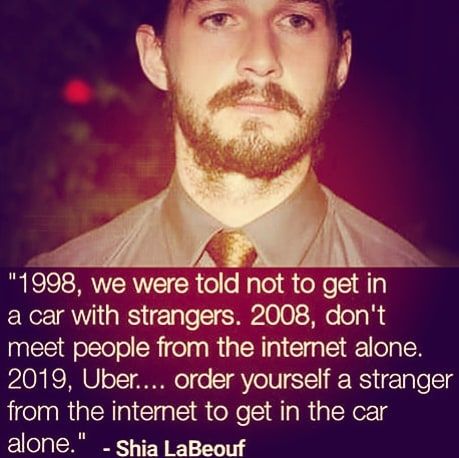 "1998, we were told not to get in
a car with strangers. 2008, don't
meet people from the internet alone.
2019, Uber.... order yourself a stranger
from the internet to get in the car
alone." - Shia LaBeouf